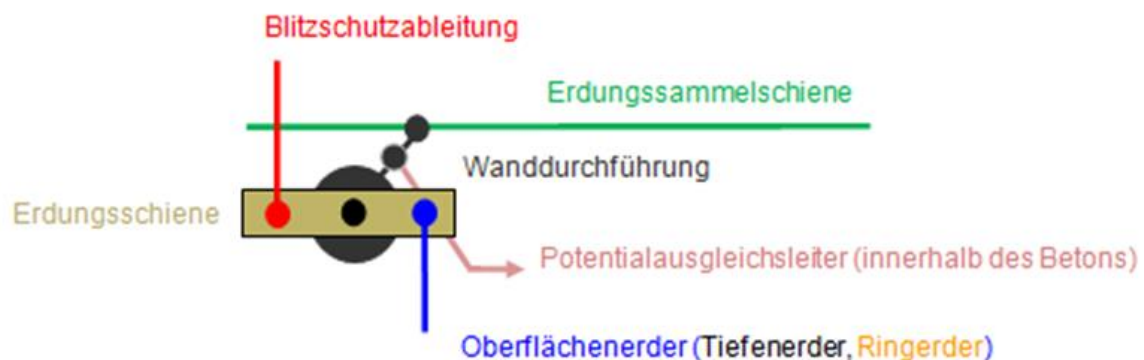 Blitzschutzableitung
Erdungssammelschiene
Wanddurchführung
Erdungsschiene
Potentialausgleichsleiter (innerhalb des Betons)
Oberflächenerder (Tiefenerder, Ringerder)